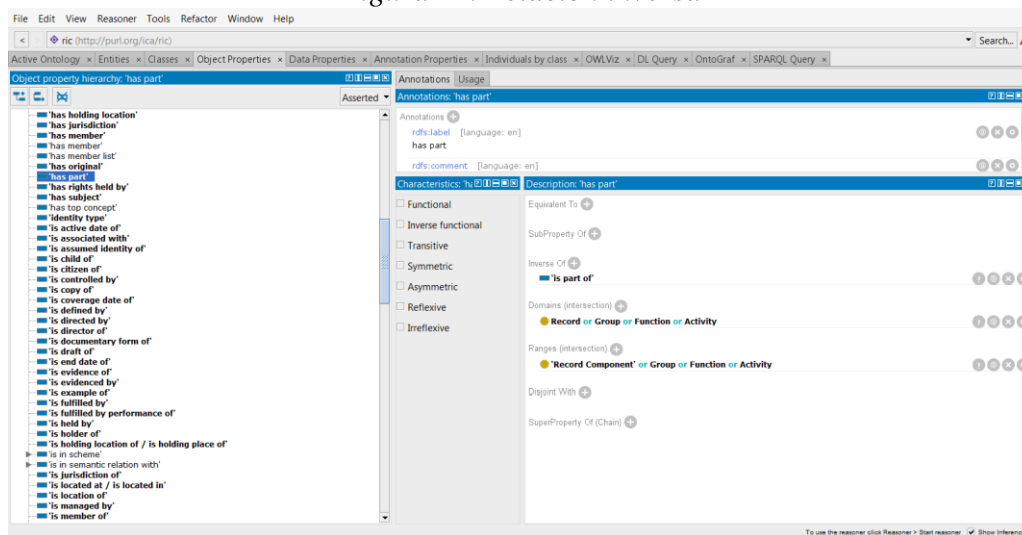 File Edit View Reasoner Tools Refactor Window Help
< > ric (http://purl.org/ica/ric) Search...
Active Ontology × Entities × Classes × Object Properties × Data Properties × Annotation Properties × Individuals by class × OWLViz × DL Query × OntoGraf × SPARQL Query ×
Object property hierarchy: 'has part'
Asserted
'has holding location'
'has jurisdiction'
'has member'
'has member'
'has member list'
'has original'
'has part'
'has rights held by'
'has subject'
'has top concept'
'identity type'
'is active date of'
'is associated with'
'is assumed identity of'
'is child of'
'is citizen of'
'is controlled by'
'is copy of'
'is coverage date of'
'is defined by'
'is directed by'
'is director of'
'is documentary form of'
'is draft of'
'is end date of'
'is evidence of'
'is evidenced by'
'is example of'
'is fulfilled by'
'is fulfilled by performance of'
'is held by'
'is holder of'
'is holding location of / is holding place of'
'is in scheme'
'is in semantic relation with'
'is jurisdiction of'
'is located at / is located in'
'is location of'
'is managed by'
'is member of'
Annotations Usage
Annotations: 'has part'
Annotations
rdfs:label [language: en]
has part
rdfs:comment [language: en]
Characteristics: 'ha
Functional
Inverse functional
Transitive
Symmetric
Asymmetric
Reflexive
Irreflexive
Description: 'has part'
Equivalent To
SubProperty Of
Inverse Of
'is part of'
Domains (intersection)
Record or Group or Function or Activity
Ranges (intersection)
'Record Component' or Group or Function or Activity
Disjoint With
SuperProperty Of (Chain)
To use the reasoner click Reasoner > Start reasoner Show Inferenc